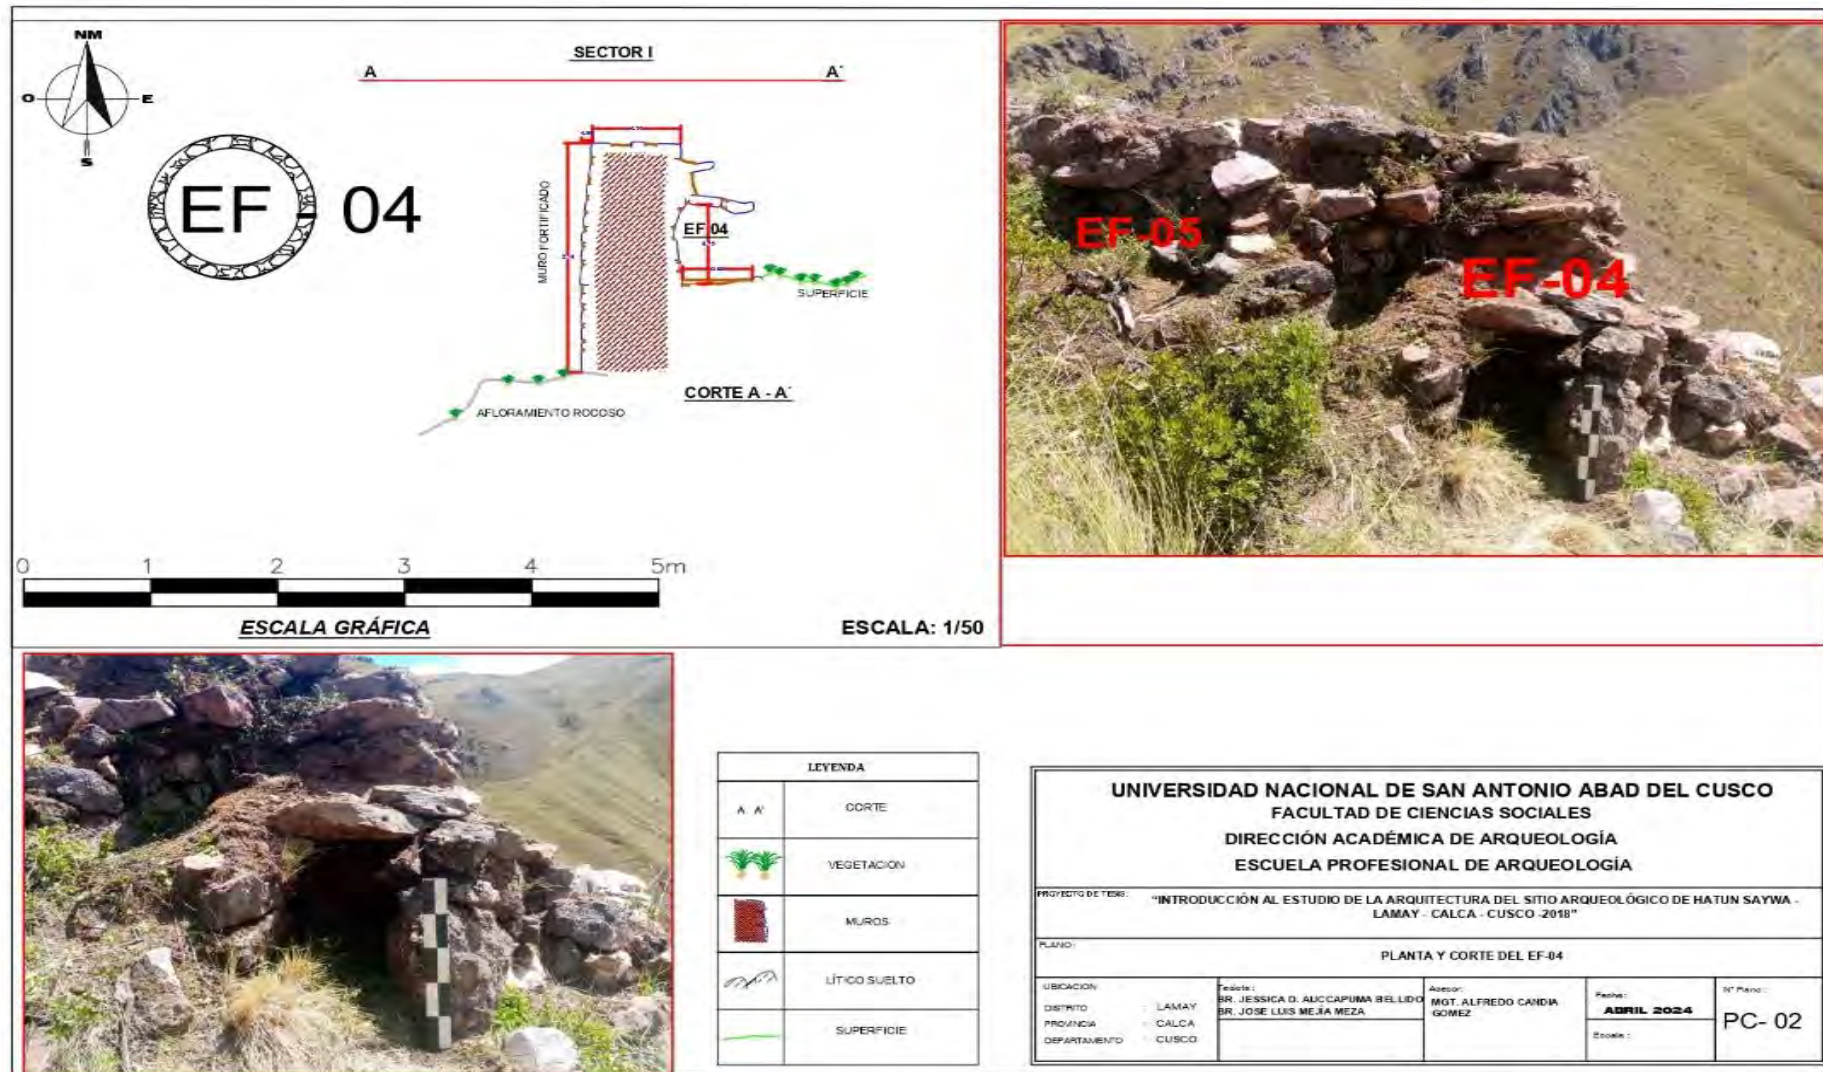 NM
O
E
S
SECTOR I
A
A´
EF - 04
MURO FORTIFICADO
EF 04
SUPERFICIE
AFLORAMIENTO ROCOSO
CORTE A - A´
0 1 2 3 4 5m
ESCALA GRÁFICA
ESCALA: 1/50
EF-05
EF-04
LEYENDA
A A'
CORTE
VEGETACIÓN
MUROS
LÍTICO SUELTO
SUPERFICIE
UNIVERSIDAD NACIONAL DE SAN ANTONIO ABAD DEL CUSCO
FACULTAD DE CIENCIAS SOCIALES
DIRECCIÓN ACADÉMICA DE ARQUEOLOGÍA
ESCUELA PROFESIONAL DE ARQUEOLOGÍA
PROYECTO DE TESIS:
"INTRODUCCIÓN AL ESTUDIO DE LA ARQUITECTURA DEL SITIO ARQUEOLÓGICO DE HATUN SAYWA -
LAMAY - CALCA - CUSCO -2018"
PLANO:
PLANTA Y CORTE DEL EF-04
UBICACIÓN
DISTRITO : LAMAY
PROVINCIA : CALCA
DEPARTAMENTO : CUSCO
Tesista :
BR. JESSICA D. AUCCAPUMA BELLIDO
BR. JOSE LUIS MEJÍA MEZA
Asesor:
MGT. ALFREDO CANDIA
GOMEZ
Fecha:
ABRIL 2024
Escala :
N° Plano :
PC- 02